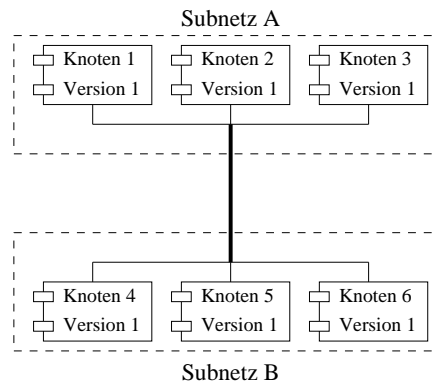 Subnetz A
Knoten 1
Version 1
Knoten 2
Version 1
Knoten 3
Version 1
Knoten 4
Version 1
Knoten 5
Version 1
Knoten 6
Version 1
Subnetz B